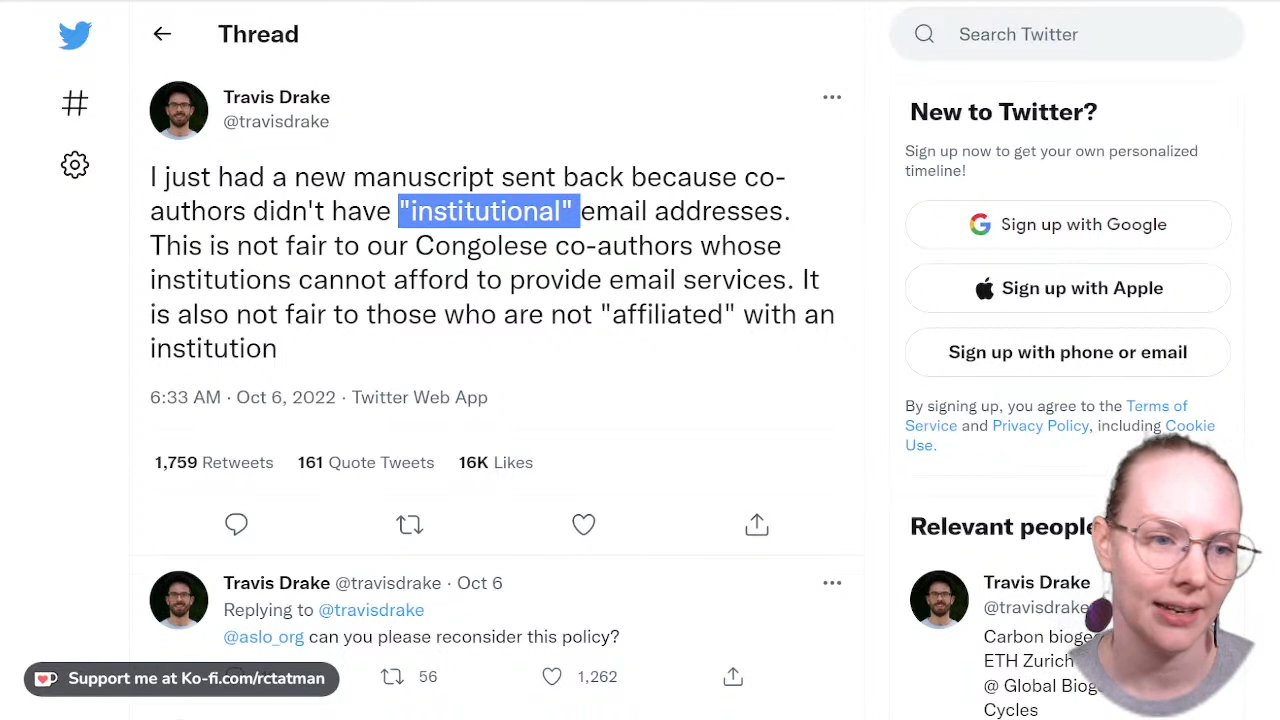 Thread
Search Twitter
Travis Drake
@travisdrake
I just had a new manuscript sent back because co-
authors didn't have "institutional" email addresses.
This is not fair to our Congolese co-authors whose
institutions cannot afford to provide email services. It
is also not fair to those who are not "affiliated" with an
institution
6:33 AM · Oct 6, 2022 · Twitter Web App
1,759 Retweets 161 Quote Tweets 16K Likes
Travis Drake @travisdrake · Oct 6
Replying to @travisdrake
@aslo_org can you please reconsider this policy?
56 1,262
Support me at Ko-fi.com/rctatman
New to Twitter?
Sign up now to get your own personalized
timeline!
Sign up with Google
Sign up with Apple
Sign up with phone or email
By signing up, you agree to the Terms of
Service and Privacy Policy, including Cookie
Use.
Relevant people
Travis Drake
@travisdrake
Carbon
ETH Zurich
@ Global
Cycles